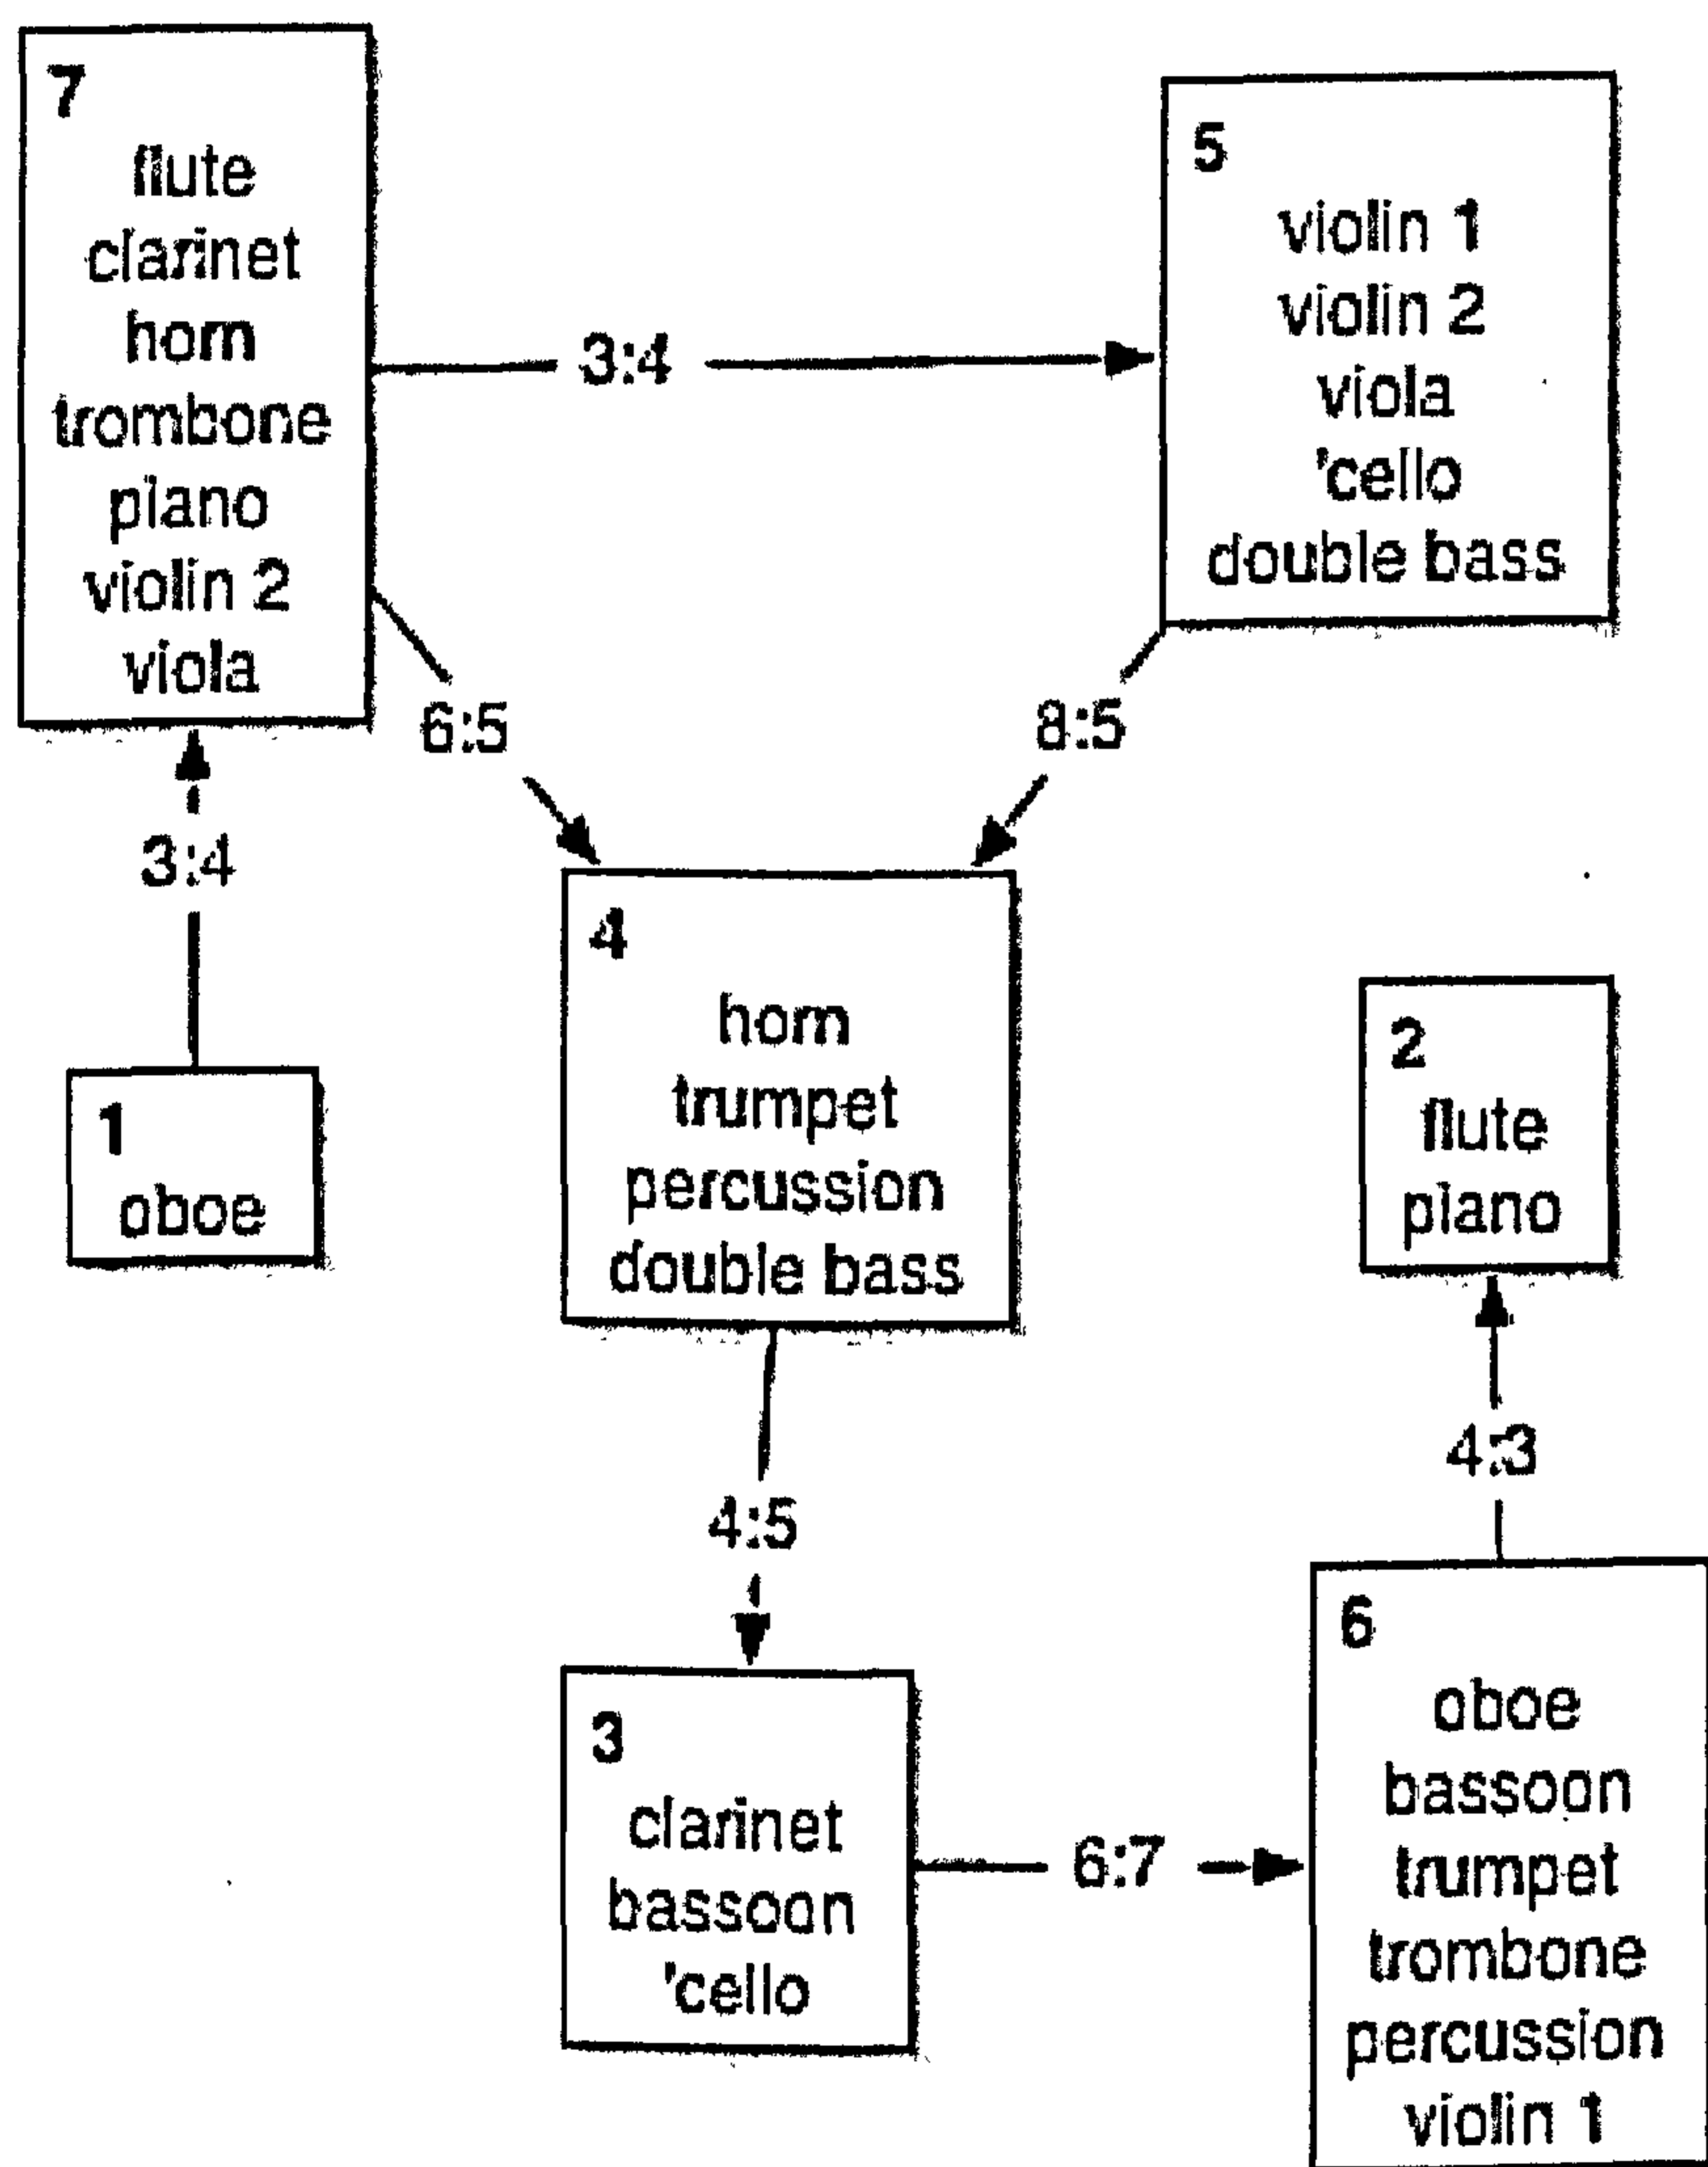 7
flute
clarinet
horn
trombone
piano
violin 2
viola
3:4
5
violin 1
violin 2
viola
'cello
double bass
6:5
8:5
3:4
1
oboe
4
horn
trumpet
percussion
double bass
2
flute
piano
4:5
4:3
3
clarinet
bassoon
'cello
6:7
6
oboe
bassoon
trumpet
trombone
percussion
violin 1